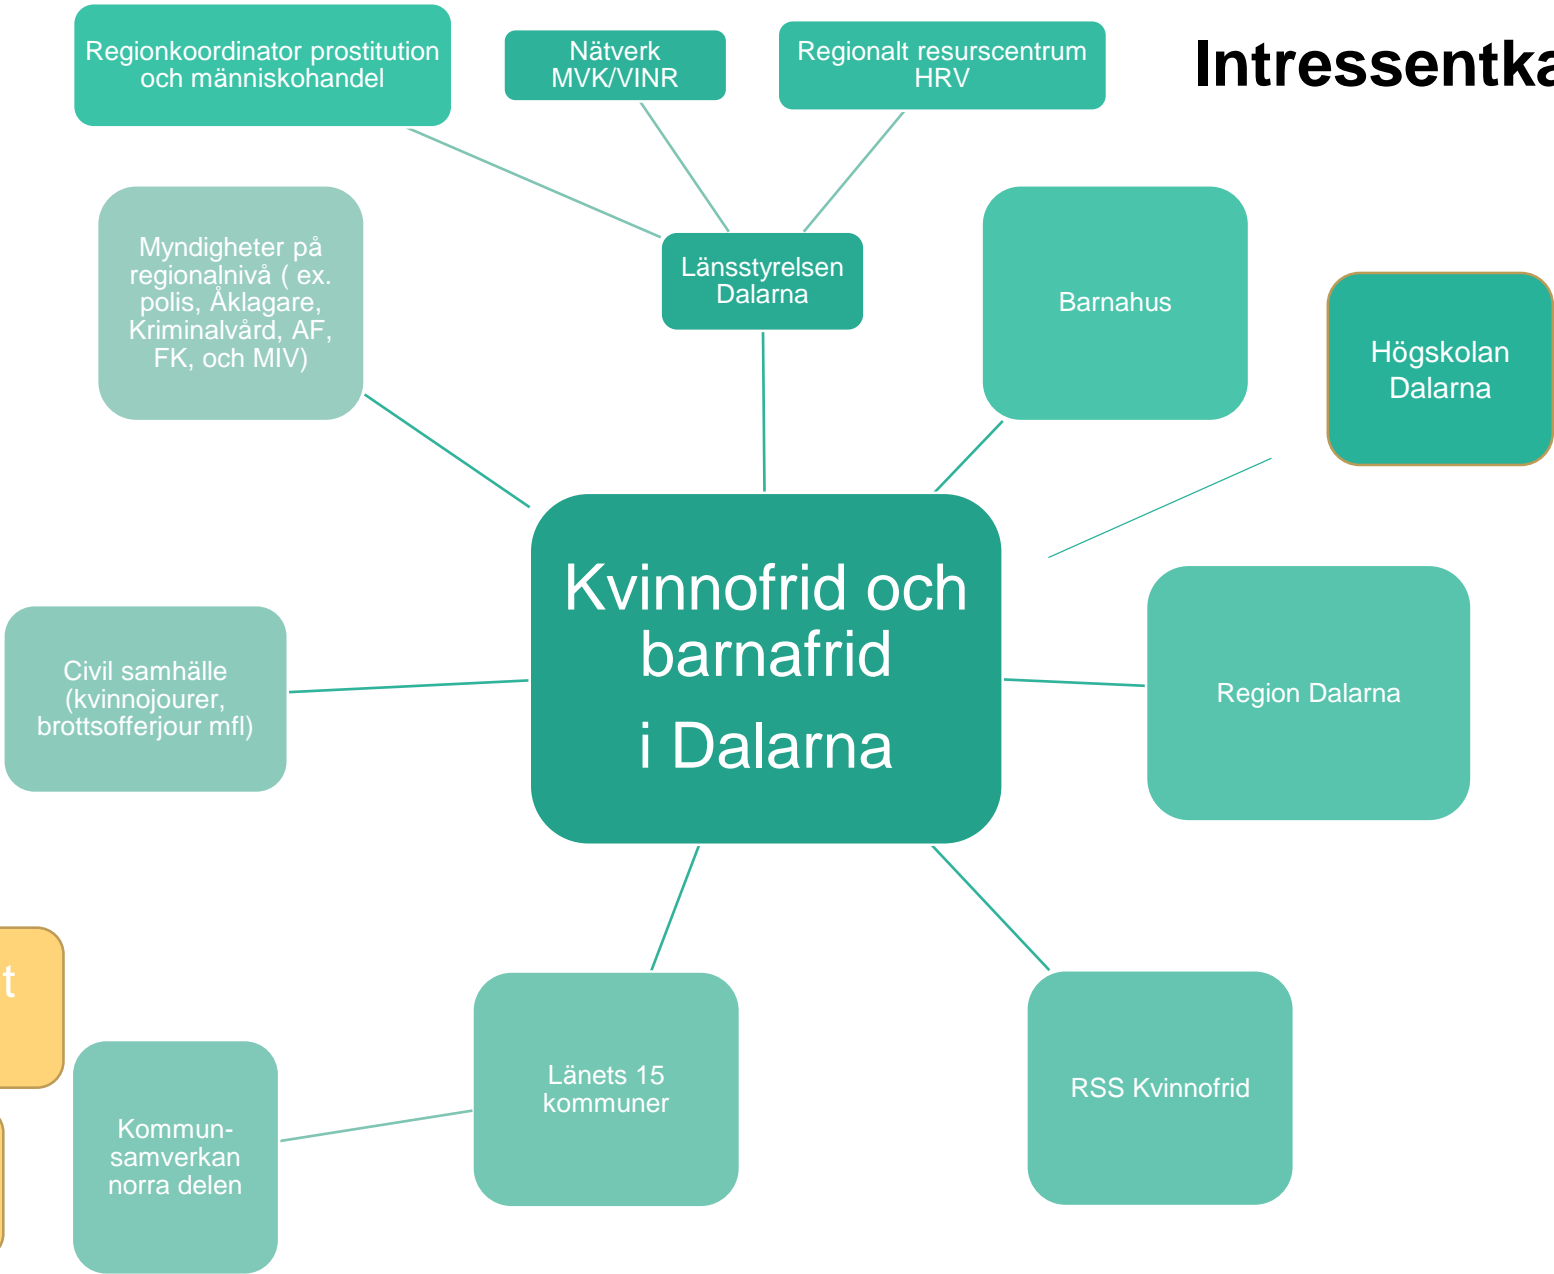 Regionkoordinator prostitution
och människohandel
Nätverk
MVK/VINR
Regionalt resurscentrum
HRV
Myndigheter på
regionalnivå ( ex.
polis, Åklagare,
Kriminalvård, AF,
FK, och MIV)
Länsstyrelsen
Dalarna
Barnahus
Högskolan
Dalarna
Kvinnofrid och
barnafrid
i Dalarna
Civil samhälle
(kvinnojourer,
brottsofferjour mfl)
Region Dalarna
Länets 15
kommuner
RSS Kvinnofrid
Kommun-
samverkan
norra delen